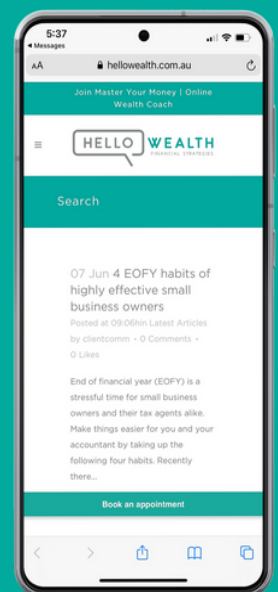 5:37
Messages
AA hellowealth.com.au
Join Master Your Money | Online
Wealth Coach
HELLO WEALTH
FINANCIAL STRATEGIES
Search
07 Jun 4 EOFY habits of
highly effective small
business owners
Posted at 09:06hin Latest Articles
by clientcomm • 0 Comments •
0 Likes
End of financial year (EOFY) is a
stressful time for small business
owners and their tax agents alike.
Make things easier for you and your
accountant by taking up the
following four habits. Recently
there...
Book an appointment